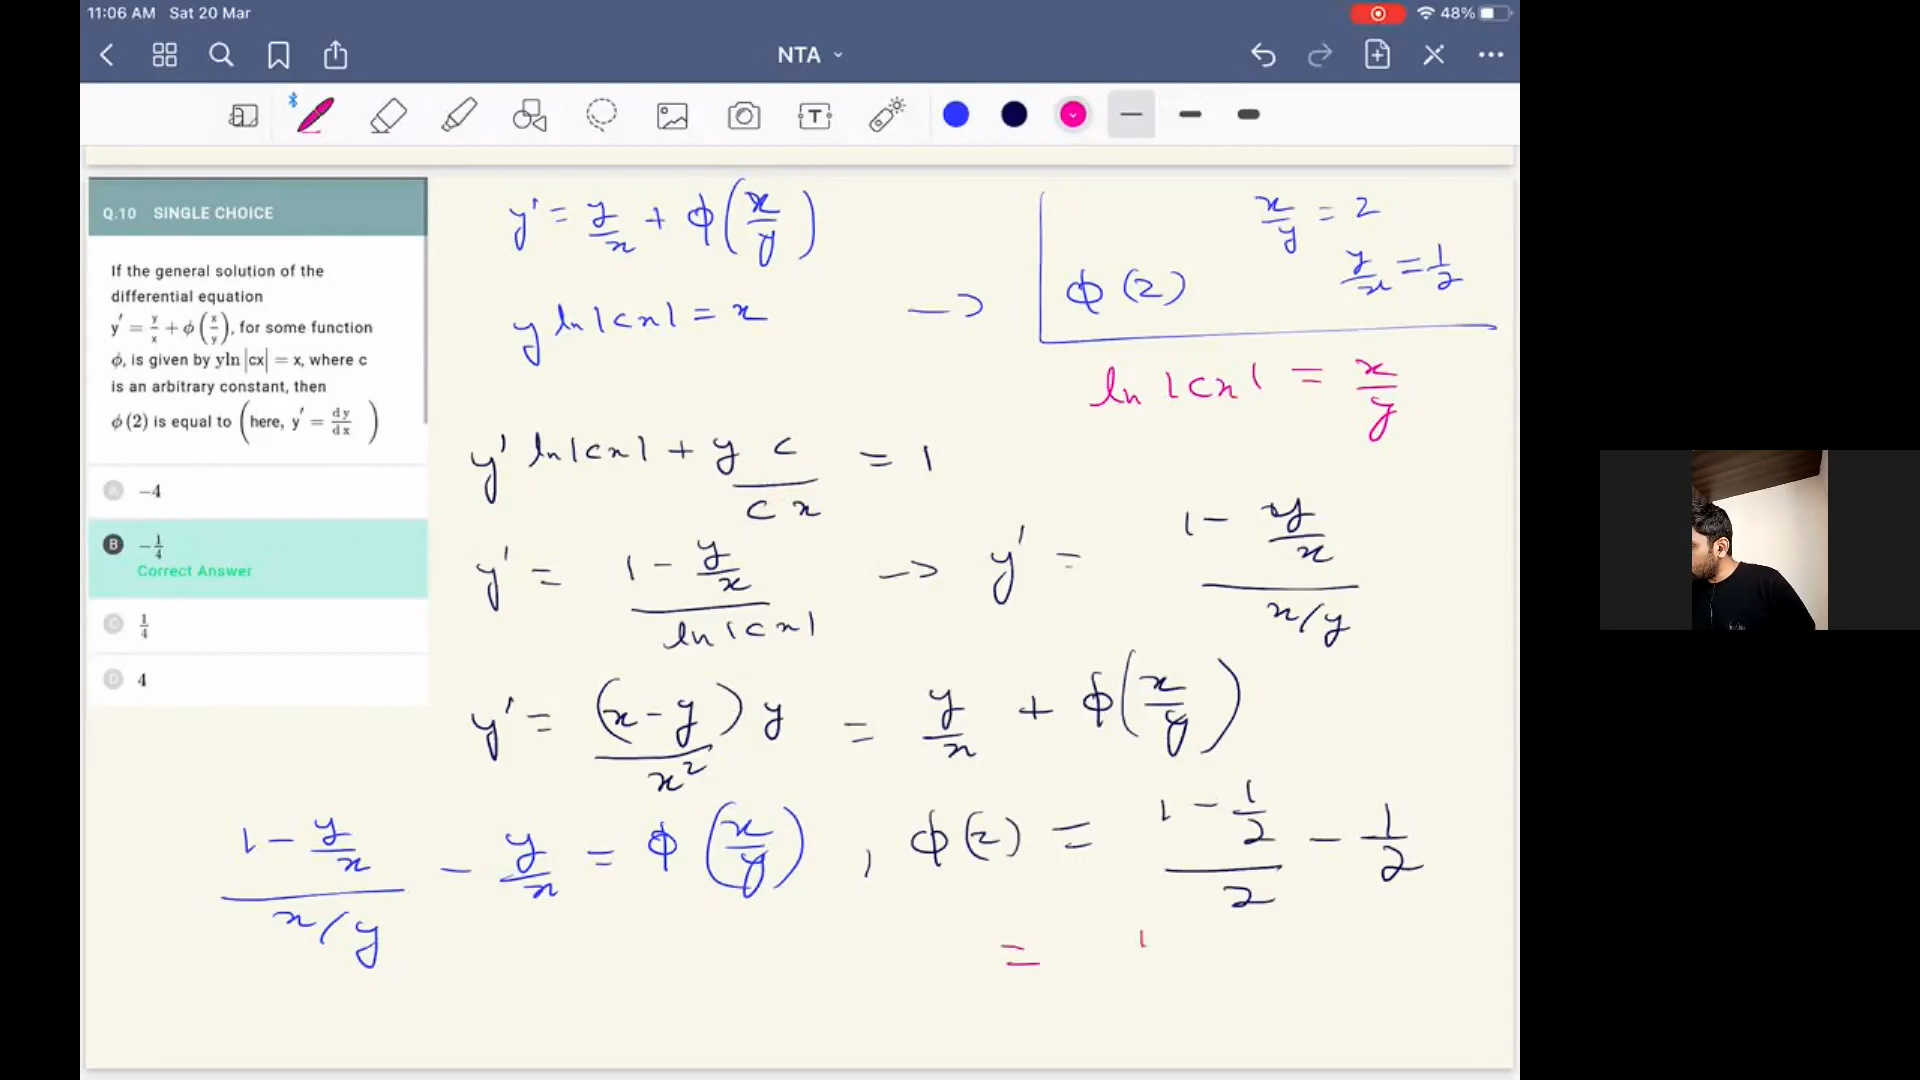 11:06 AM Sat 20 Mar
48%
NTA
T
Q.10 SINGLE CHOICE
If the general solution of the
differential equation
y' = y/x + ϕ(x/y), for some function
ϕ, is given by yln|cx| = x, where c
is an arbitrary constant, then
ϕ(2) is equal to (here, y' = dy/dx)
A −4
B −1/4
Correct Answer
C 1/4
D 4
y' = y/x + ϕ(x/y)
y ln|cx| = x →
x/y = 2
y/x = 1/2
ϕ(2)
ln|cx| = x/y
y' ln|cx| + y c/cx = 1
y' = (1 − y/x)/ln|cx| → y' = (1 − y/x)/(x/y)
y' = (x−y)y/x² = y/x + ϕ(x/y)
(1 − y/x)/(x/y) − y/x = ϕ(x/y), ϕ(2) = (1 − 1/2)/2 − 1/2
= 1